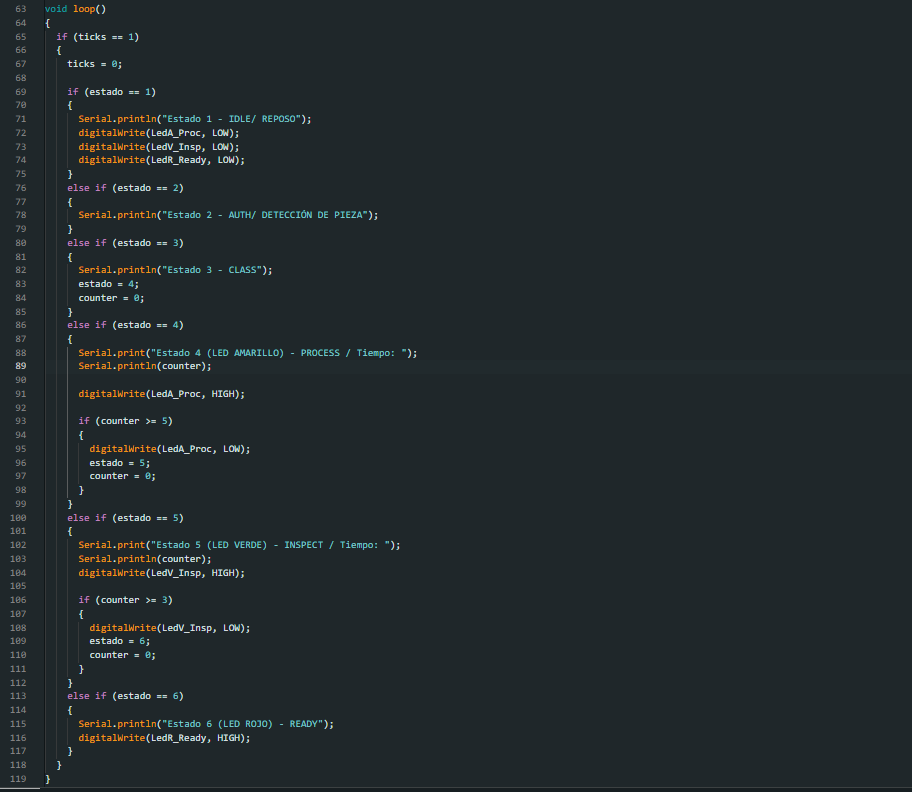 63 void loop()
64 {
65 if (ticks == 1)
66 {
67 ticks = 0;
68
69 if (estado == 1)
70 {
71 Serial.println("Estado 1 - IDLE/ REPOSO");
72 digitalWrite(LedA_Proc, LOW);
73 digitalWrite(LedV_Insp, LOW);
74 digitalWrite(LedR_Ready, LOW);
75 }
76 else if (estado == 2)
77 {
78 Serial.println("Estado 2 - AUTH/ DETECCIÓN DE PIEZA");
79 }
80 else if (estado == 3)
81 {
82 Serial.println("Estado 3 - CLASS");
83 estado = 4;
84 counter = 0;
85 }
86 else if (estado == 4)
87 {
88 Serial.print("Estado 4 (LED AMARILLO) - PROCESS / Tiempo: ");
89 Serial.println(counter);
90
91 digitalWrite(LedA_Proc, HIGH);
92
93 if (counter >= 5)
94 {
95 digitalWrite(LedA_Proc, LOW);
96 estado = 5;
97 counter = 0;
98 }
99 }
100 else if (estado == 5)
101 {
102 Serial.print("Estado 5 (LED VERDE) - INSPECT / Tiempo: ");
103 Serial.println(counter);
104 digitalWrite(LedV_Insp, HIGH);
105
106 if (counter >= 3)
107 {
108 digitalWrite(LedV_Insp, LOW);
109 estado = 6;
110 counter = 0;
111 }
112 }
113 else if (estado == 6)
114 {
115 Serial.println("Estado 6 (LED ROJO) - READY");
116 digitalWrite(LedR_Ready, HIGH);
117 }
118 }
119 }